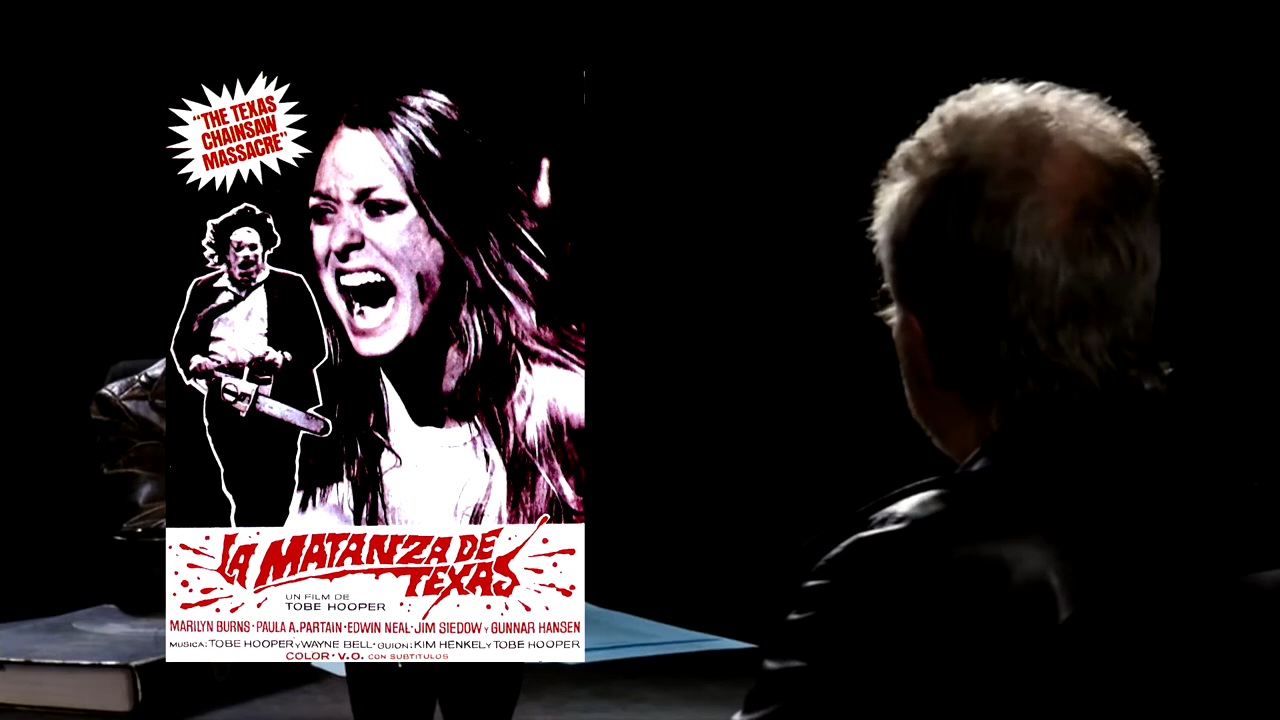 "THE TEXAS
CHAINSAW
MASSACRE"
LA MATANZA DE
TEXAS
UN FILM DE
TOBE HOOPER
MARILYN BURNS · PAULA A. PARTAIN · EDWIN NEAL · JIM SIEDOW Y GUNNAR HANSEN
MUSICA: TOBE HOOPER Y WAYNE BELL · GUION: KIM HENKEL Y TOBE HOOPER
COLOR · V.O. CON SUBTITULOS